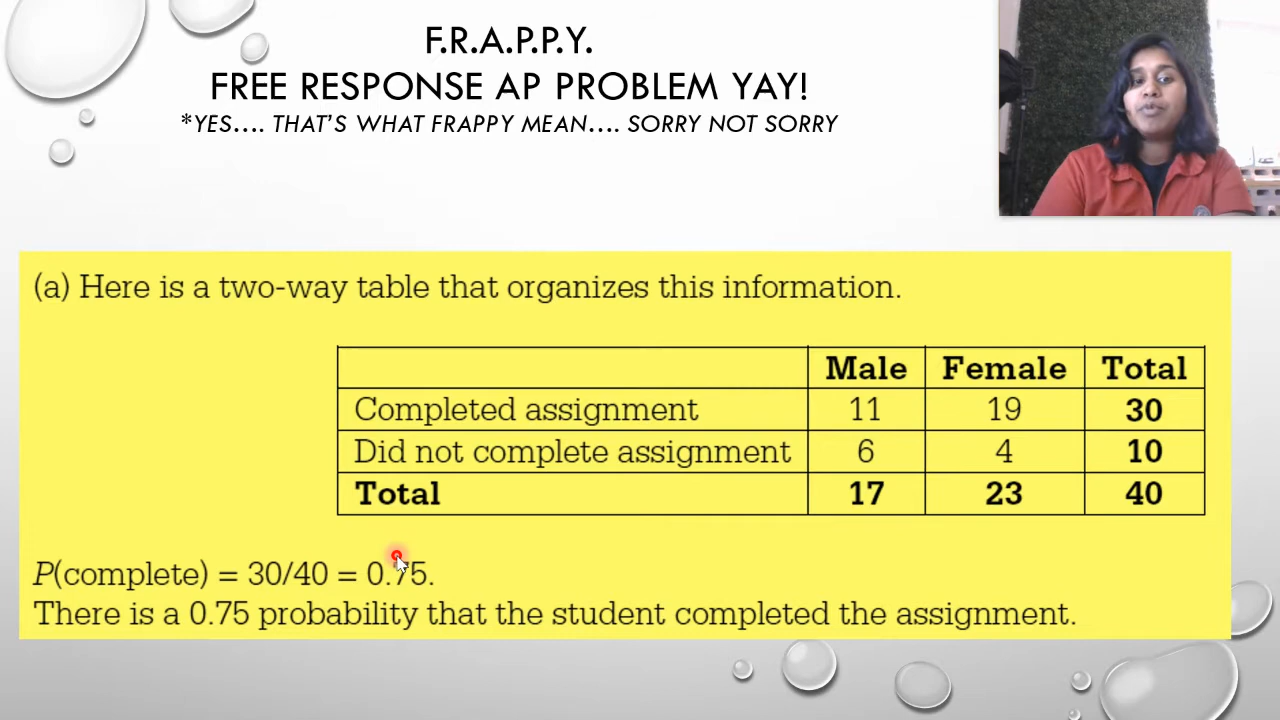 F.R.A.P.P.Y.
FREE RESPONSE AP PROBLEM YAY!
*YES.... THAT'S WHAT FRAPPY MEAN.... SORRY NOT SORRY
(a) Here is a two-way table that organizes this information.
Male Female Total
Completed assignment 11 19 30
Did not complete assignment 6 4 10
Total 17 23 40
P(complete) = 30/40 = 0.75.
There is a 0.75 probability that the student completed the assignment.